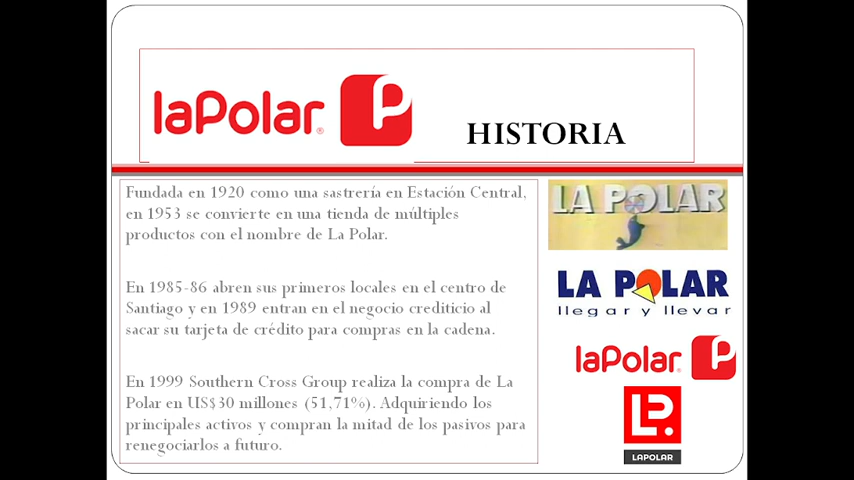 laPolar
P
HISTORIA
Fundada en 1920 como una sastrería en Estación Central,
en 1953 se convierte en una tienda de múltiples
productos con el nombre de La Polar.
En 1985-86 abren sus primeros locales en el centro de
Santiago y en 1989 entran en el negocio crediticio al
sacar su tarjeta de crédito para compras en la cadena.
En 1999 Southern Cross Group realiza la compra de La
Polar en US$30 millones (51,71%). Adquiriendo los
principales activos y compran la mitad de los pasivos para
renegociarlos a futuro.
LA POLAR
LA POLAR
llegar y llevar
laPolar
P
LP.
LAPOLAR